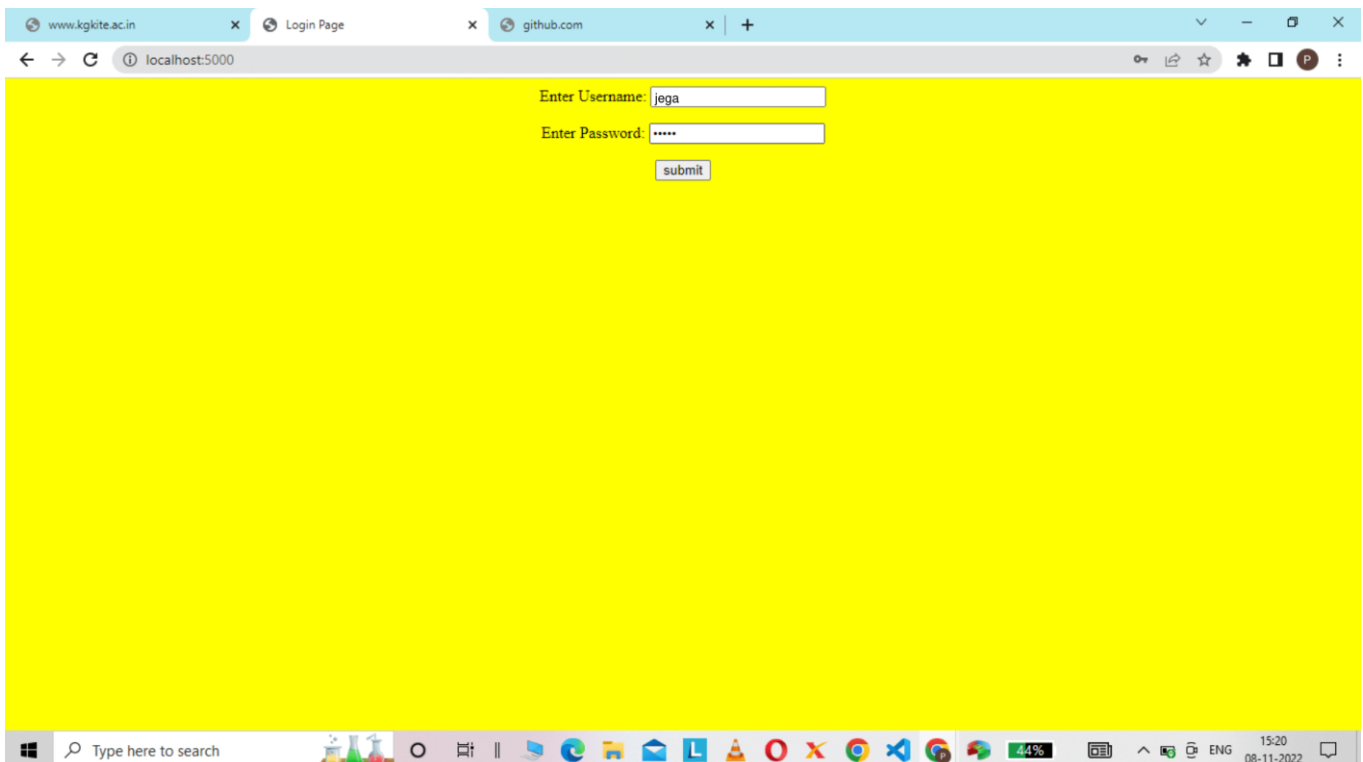 www.kgkite.ac.in
Login Page
github.com
localhost:5000
P
Enter Username: jega
Enter Password: •••••
submit
Type here to search
L
P
44%
ENG
15:20
08-11-2022